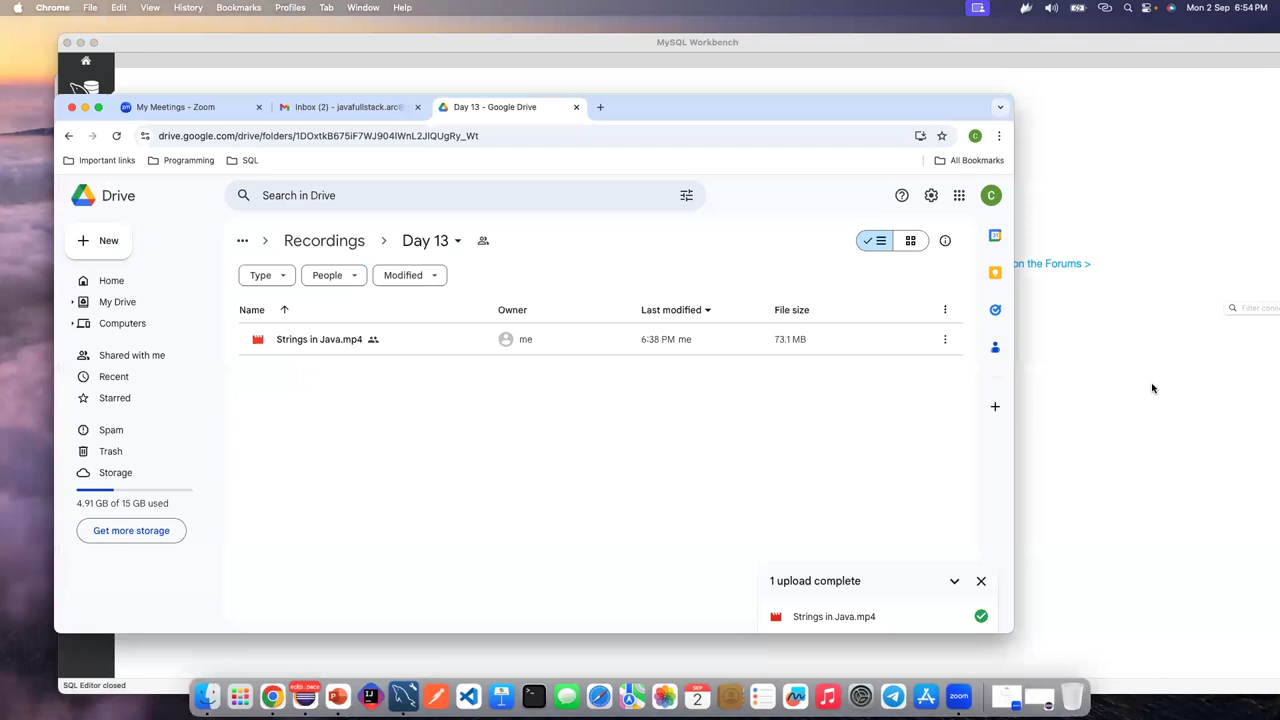 Chrome File Edit View History Bookmarks Profiles Tab Window Help Mon 2 Sep 6:54 PM
MySQL Workbench
My Meetings - Zoom Inbox (2) - javafullstack.arc@ Day 13 - Google Drive
drive.google.com/drive/folders/1DOxtkB675iF7WJ904lWnL2JlQUgRy_Wt C
Important links Programming SQL All Bookmarks
Drive Search in Drive C
New Recordings Day 13
on the Forums >
Type People Modified
Home
My Drive
Name Owner Last modified File size
Filter conne
Computers
Strings in Java.mp4 me 6:38 PM me 73.1 MB
Shared with me
Recent
Starred
Spam
Trash
Storage
4.91 GB of 15 GB used
Get more storage
1 upload complete
Strings in Java.mp4
SQL Editor closed
SEP
2
zoom